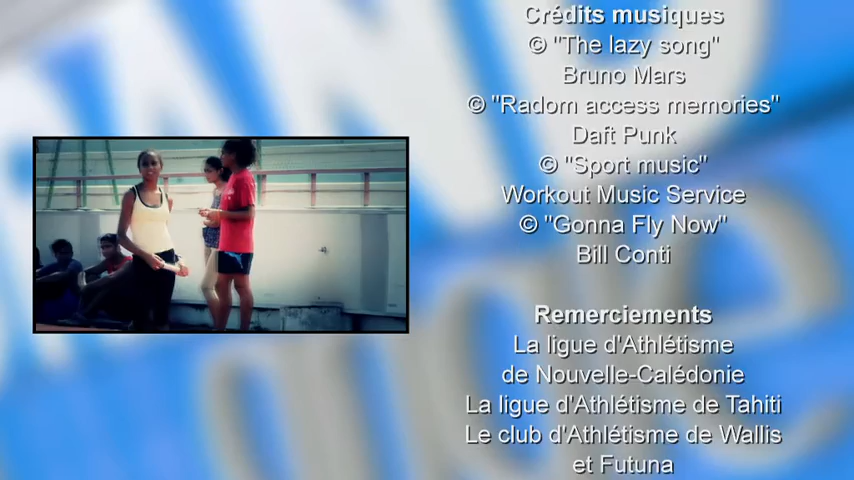 Crédits musiques
© "The lazy song"
Bruno Mars
© "Radom access memories"
Daft Punk
© "Sport music"
Workout Music Service
© "Gonna Fly Now"
Bill Conti
Remerciements
La ligue d'Athlétisme
de Nouvelle-Calédonie
La ligue d'Athlétisme de Tahiti
Le club d'Athlétisme de Wallis
et Futuna